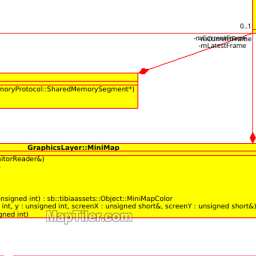 0..1
-mLatestFrame
moryProtocol::SharedMemorySegment*)
GraphicsLayer::MiniMap
itorReader&)
nsigned int) : sb::tibiaassets::Object::MiniMapColor
int, y : unsigned int, screenX : unsigned short&, screenY : unsigned short&)
gned int)
MapTiler.com